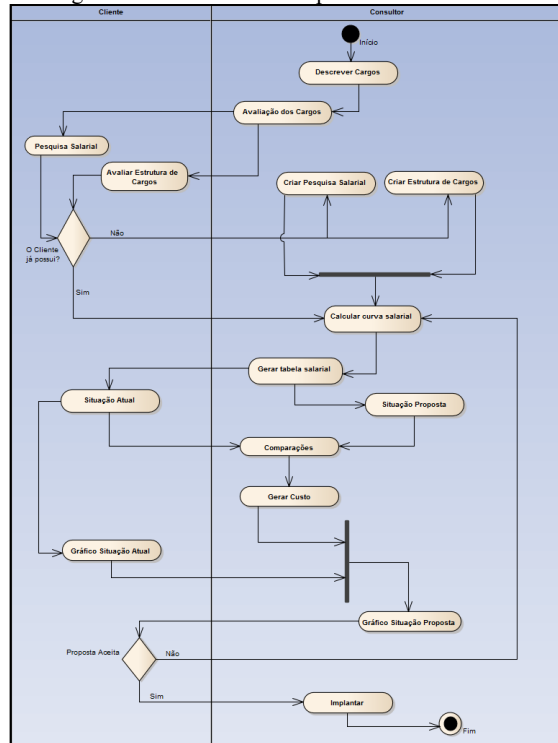 Cliente
Consultor
Início
Descrever Cargos
Avaliação dos Cargos
Pesquisa Salarial
Avaliar Estrutura de
Cargos
Criar Pesquisa Salarial
Criar Estrutura de Cargos
O Cliente
já possui?
Não
Sim
Calcular curva salarial
Gerar tabela salarial
Situação Atual
Situação Proposta
Comparações
Gerar Custo
Gráfico Situação Atual
Gráfico Situação Proposta
Proposta Aceita
Não
Sim
Implantar
Fim